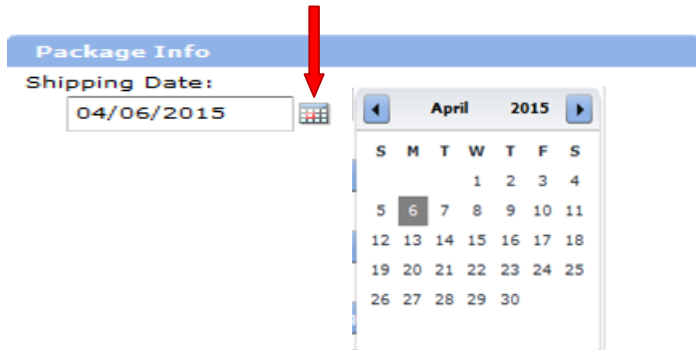 Package Info
Shipping Date:
04/06/2015
April 2015
S M T W T F S
1 2 3 4
5 6 7 8 9 10 11
12 13 14 15 16 17 18
19 20 21 22 23 24 25
26 27 28 29 30